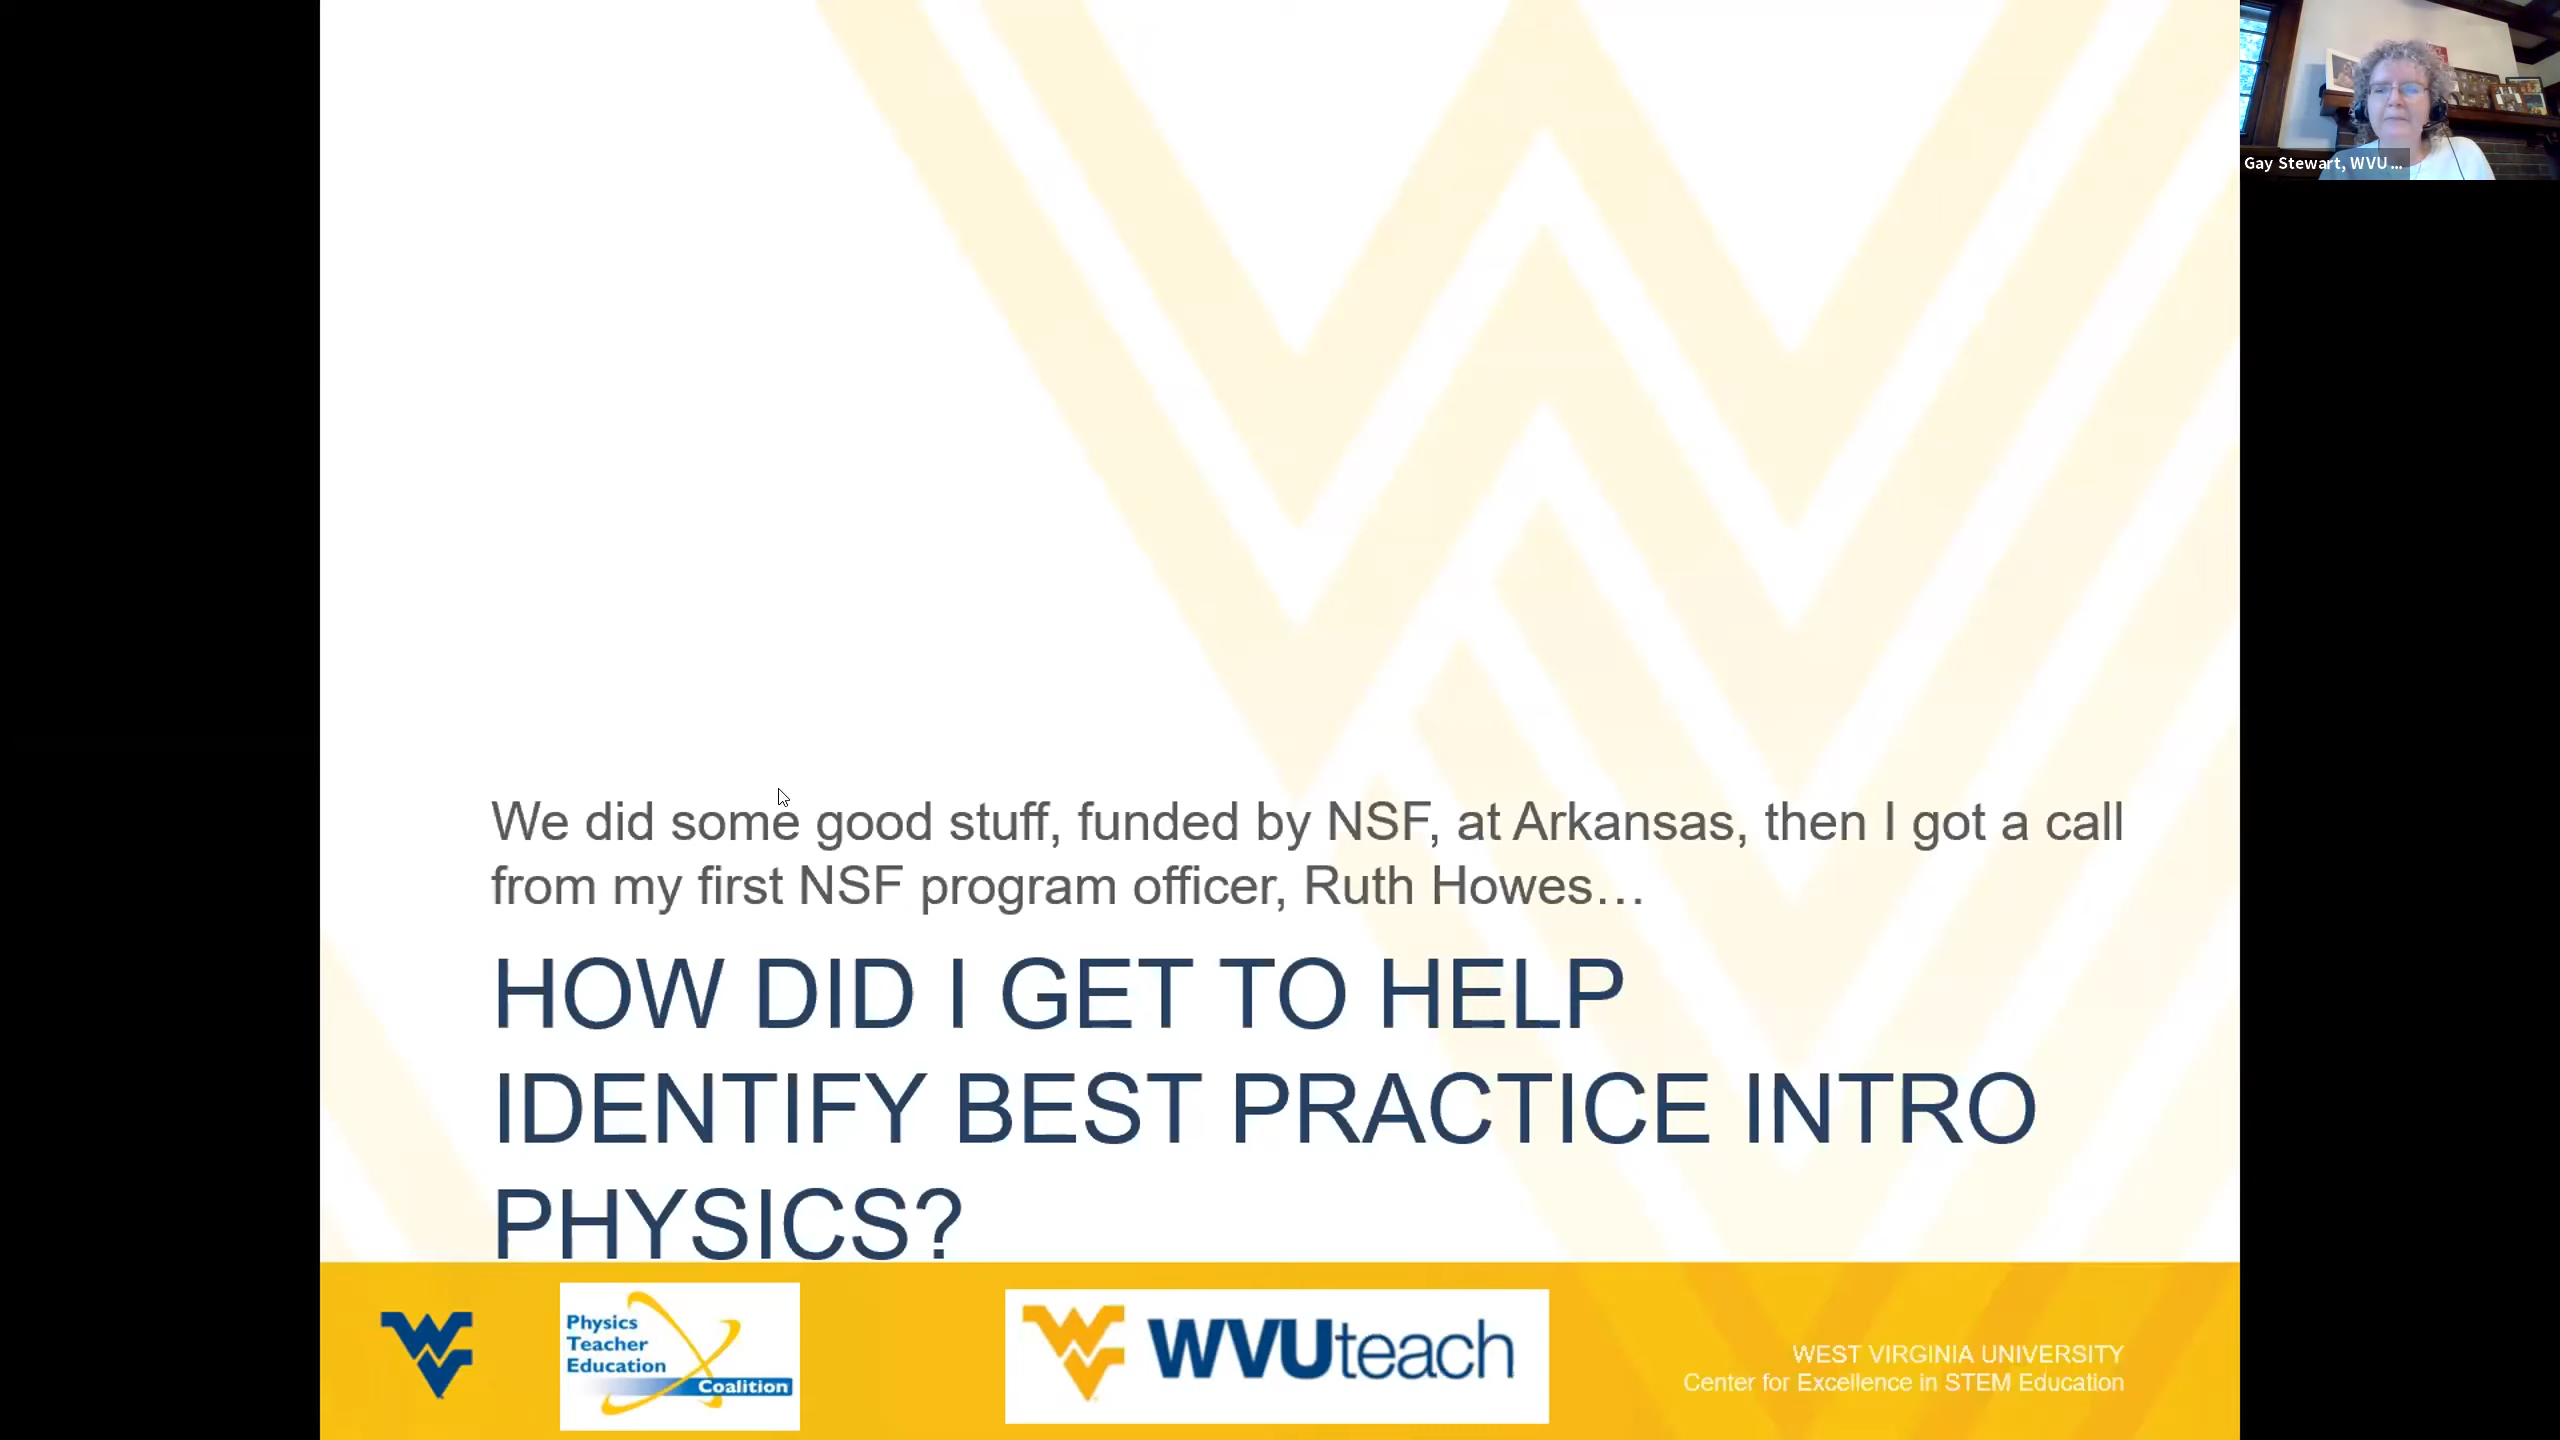 Gay Stewart, WVU ...
We did some good stuff, funded by NSF, at Arkansas, then I got a call
from my first NSF program officer, Ruth Howes…
HOW DID I GET TO HELP
IDENTIFY BEST PRACTICE INTRO
PHYSICS?
Physics
Teacher
Education
Coalition
WVUteach
WEST VIRGINIA UNIVERSITY
Center for Excellence in STEM Education